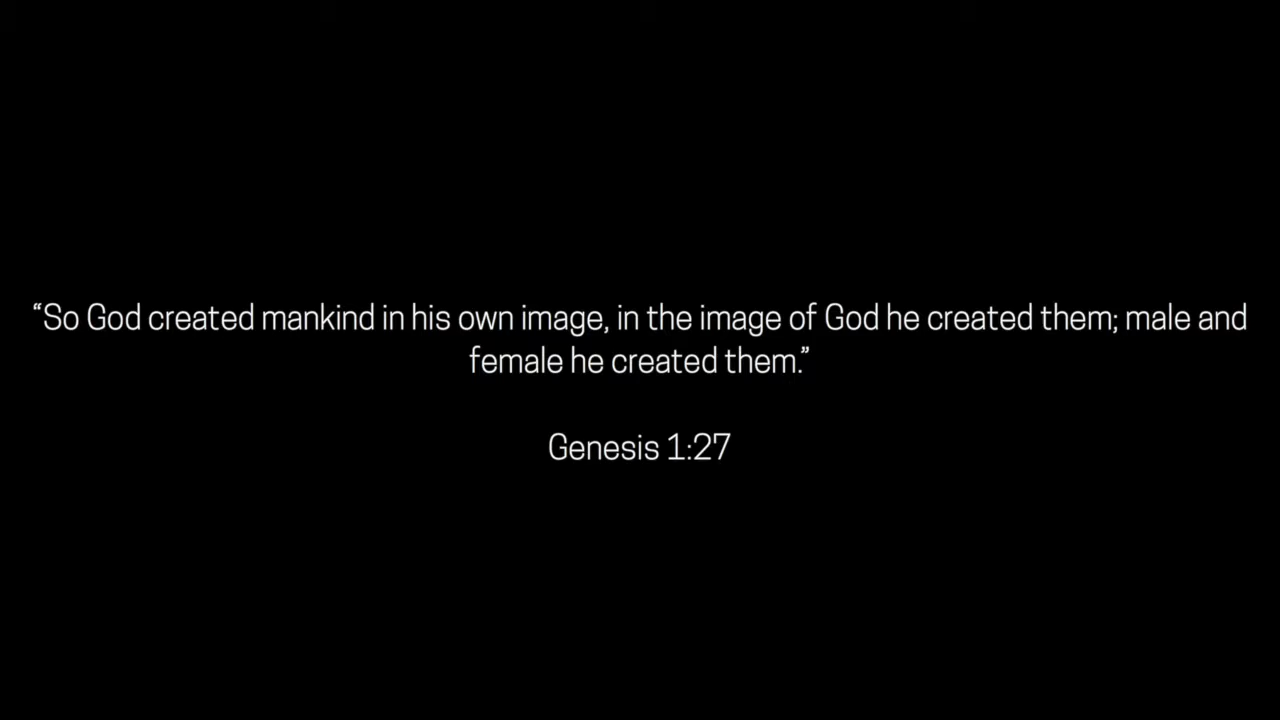 “So God created mankind in his own image, in the image of God he created them; male and
female he created them.”
Genesis 1:27